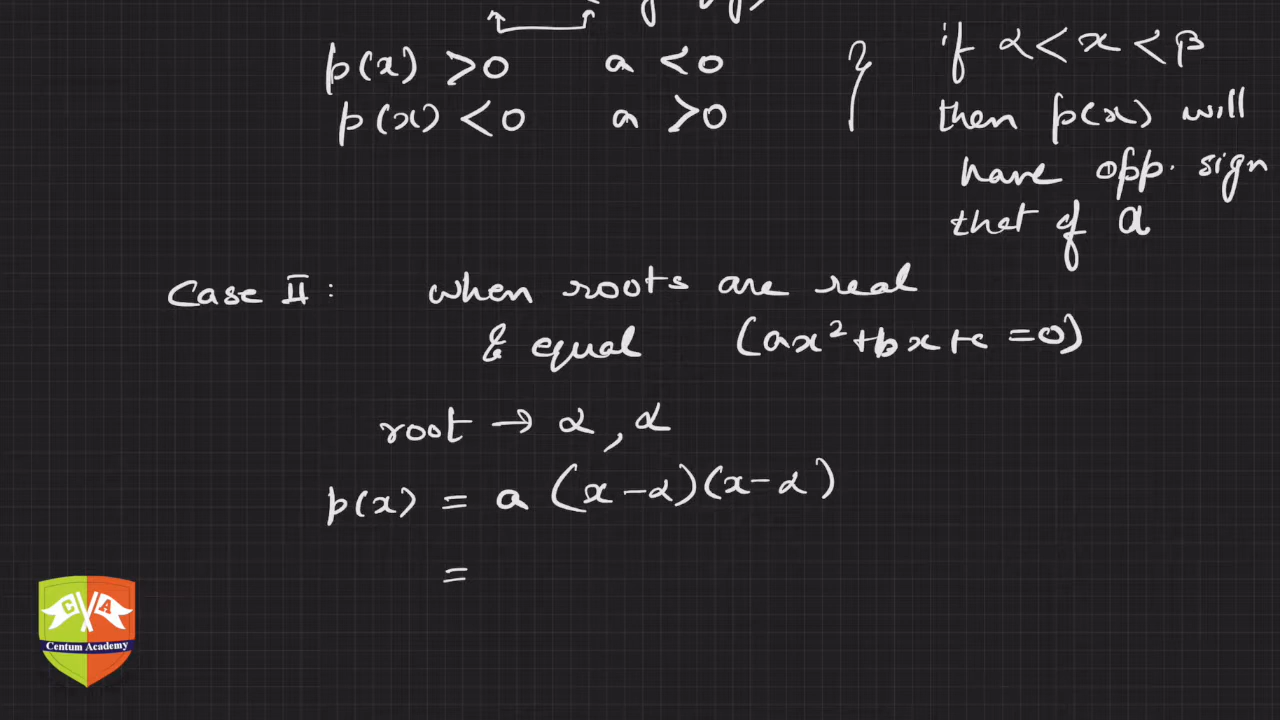 p(x) > 0 a < 0
p(x) < 0 a > 0
if α < x < β
then p(x) will
have opp. sign
that of a
Case II : when roots are real
& equal (ax²+bx+c =0)
root → α , α
p(x) = a (x-α)(x-α)
=
C A
Centum Academy